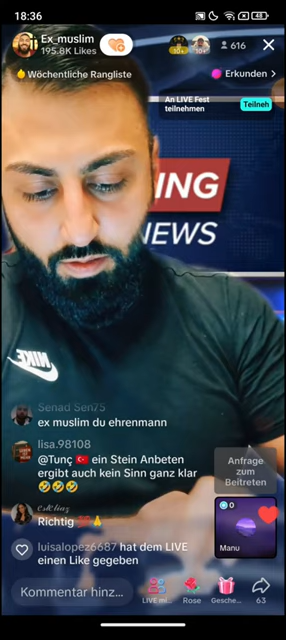 18:36
48
Ex_muslim
195.8K Likes
616
Wöchentliche Rangliste
Erkunden >
An LIVE Fest
teilnehmen
Teilneh
ING
NEWS
NIKE
Senad Sen75
ex muslim du ehrenmann
lisa.98108
@Tunç 🇹🇷 ein Stein Anbeten
ergibt auch kein Sinn ganz klar
🤣🤣🤣
Anfrage
zum
Beitreten
Richtig 💯🙏
0
Manu
luisalopez6687 hat dem LIVE
einen Like gegeben
Kommentar hinz...
LIVE mi...
Rose
Gesche...
63